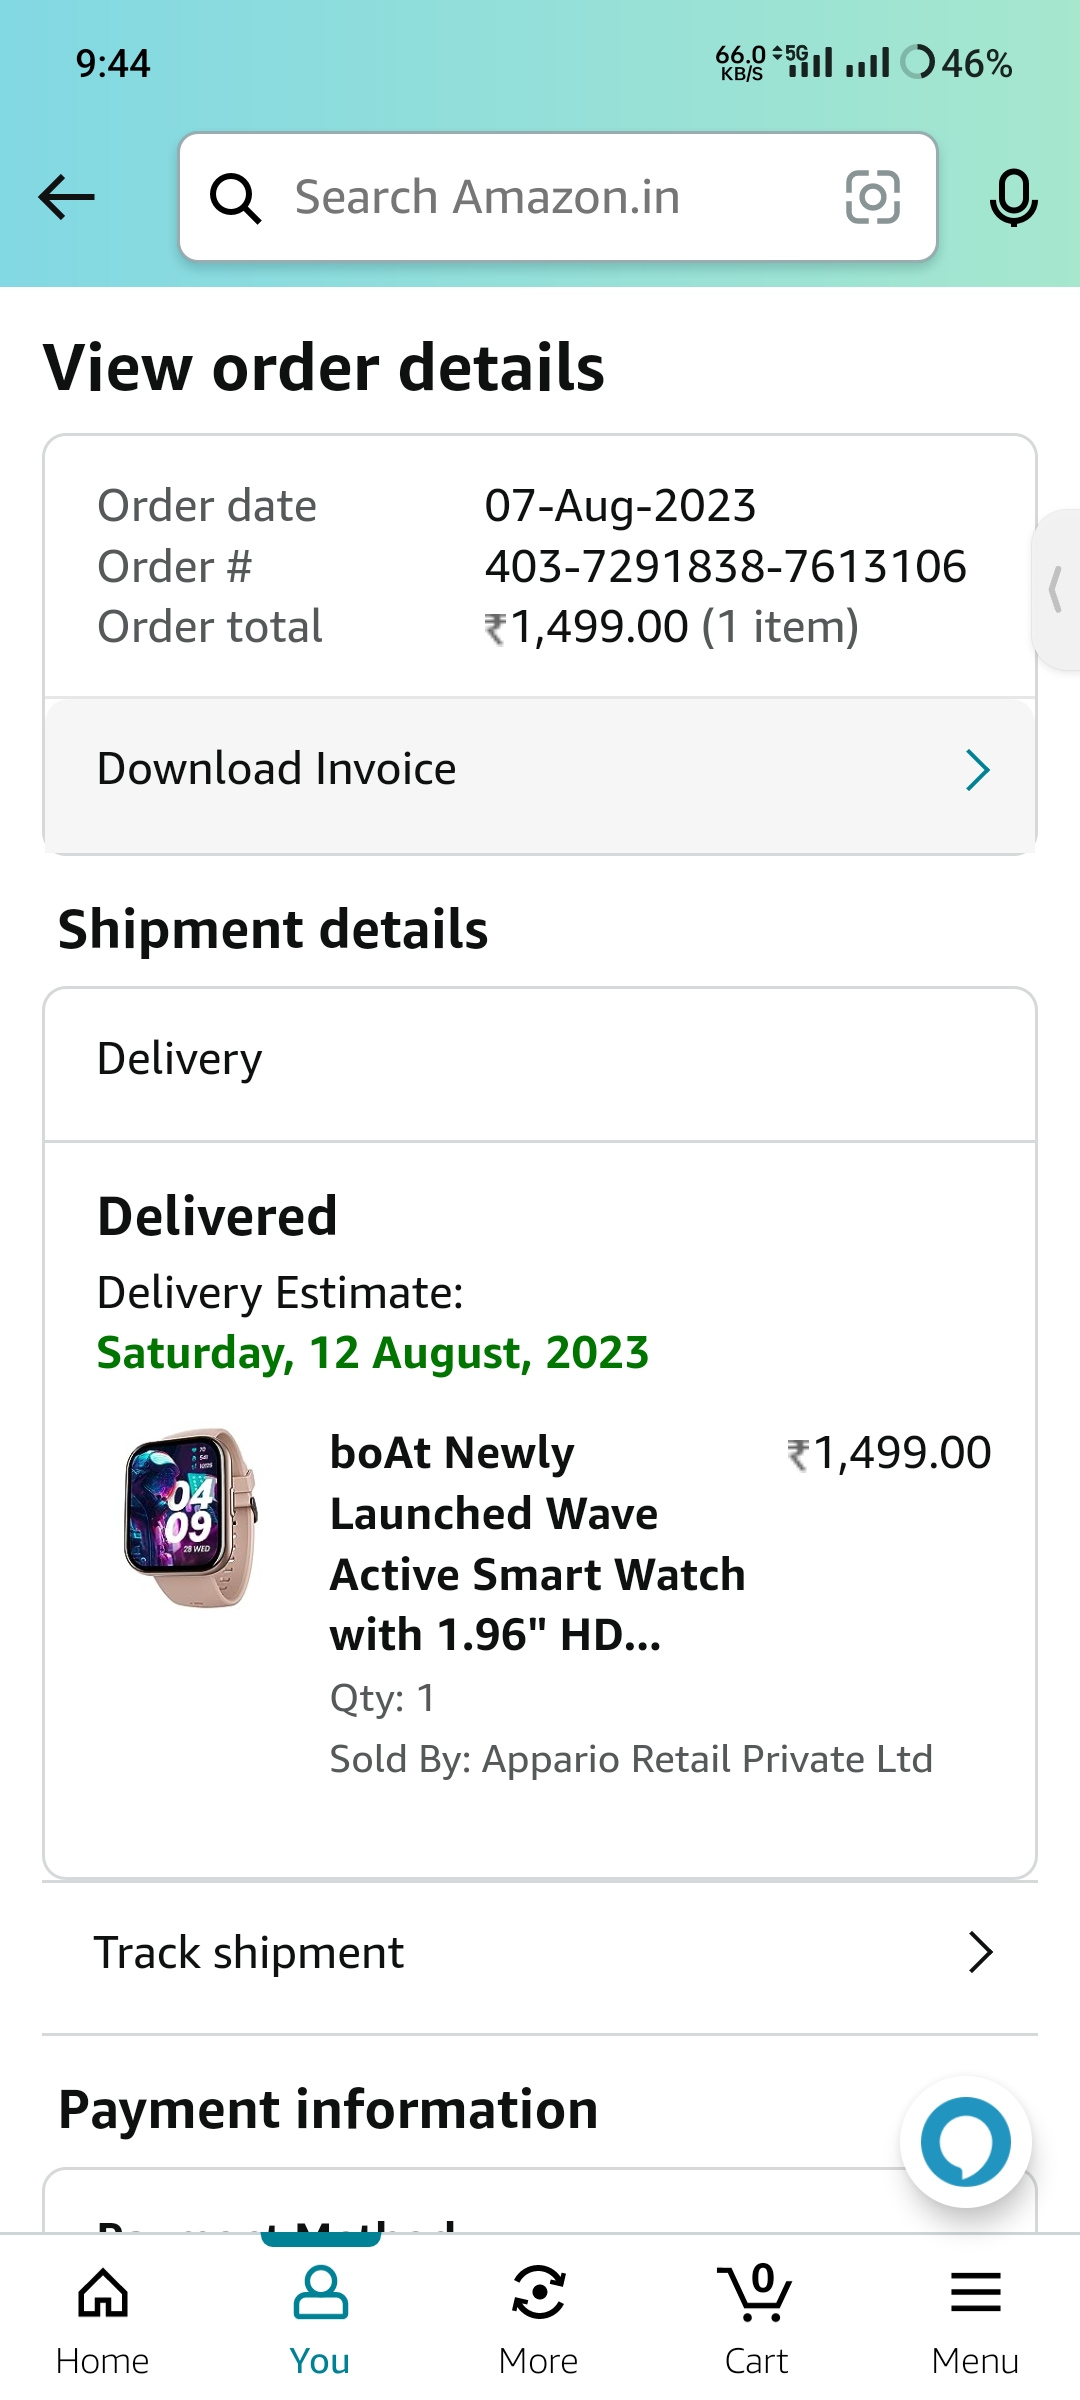 9:44
66.0 KB/S 5G 46%
Search Amazon.in
View order details
Order date 07-Aug-2023
Order # 403-7291838-7613106
Order total ₹1,499.00 (1 item)
Download Invoice
Shipment details
Delivery
Delivered
Delivery Estimate:
Saturday, 12 August, 2023
boAt Newly ₹1,499.00
Launched Wave
Active Smart Watch
with 1.96" HD...
04
09
28 WED
Qty: 1
Sold By: Appario Retail Private Ltd
Track shipment
Payment information
Payment Method
0
Home You More Cart Menu